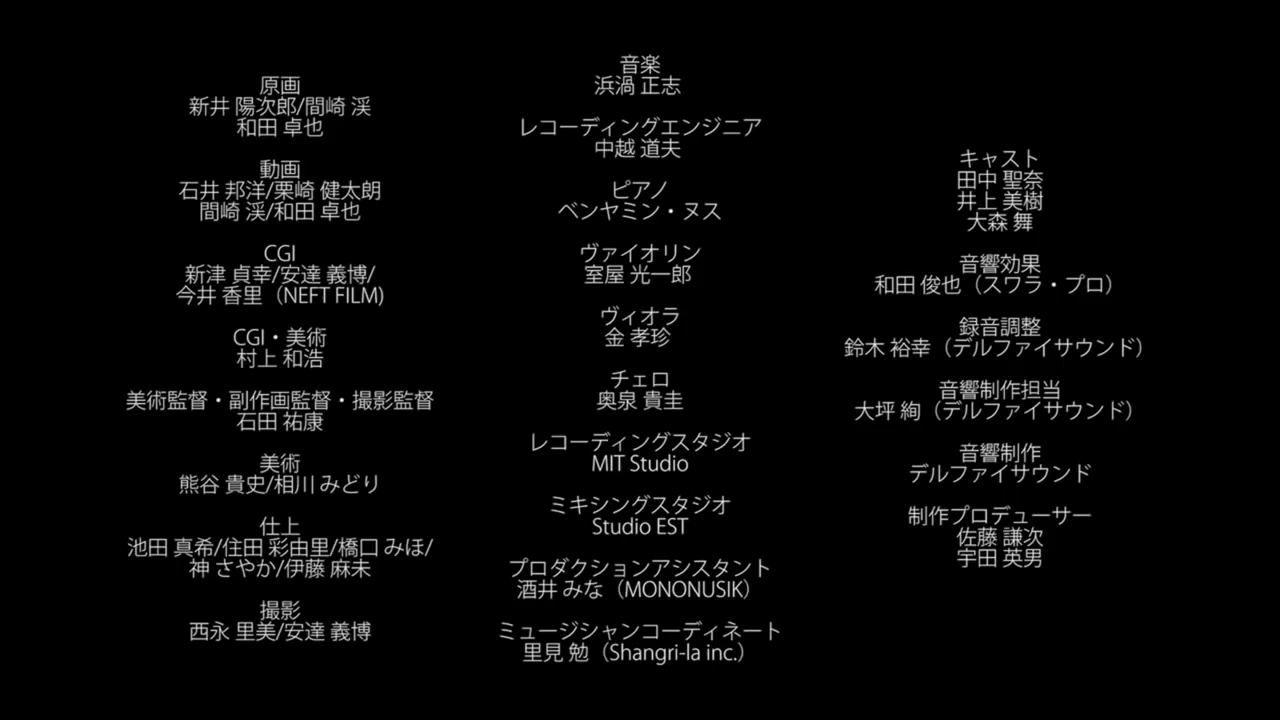 原画
新井 陽次郎/間崎 渓
和田 卓也
動画
石井 邦洋/栗崎 健太朗
間崎 渓/和田 卓也
CGI
新津 貞幸/安達 義博/
今井 香里（NEFT FILM)
CGI・美術
村上 和浩
美術監督・副作画監督・撮影監督
石田 祐康
美術
熊谷 貴史/相川 みどり
仕上
池田 真希/住田 彩由里/橋口 みほ/
神 さやか/伊藤 麻未
撮影
西永 里美/安達 義博
音楽
浜渦 正志
レコーディングエンジニア
中越 道夫
ピアノ
ベンヤミン・ヌス
ヴァイオリン
室屋 光一郎
ヴィオラ
金 孝珍
チェロ
奥泉 貴圭
レコーディングスタジオ
MIT Studio
ミキシングスタジオ
Studio EST
プロダクションアシスタント
酒井 みな（MONONUSIK）
ミュージシャンコーディネート
里見 勉（Shangri-la inc.）
キャスト
田中 聖奈
井上 美樹
大森 舞
音響効果
和田 俊也（スワラ・プロ）
録音調整
鈴木 裕幸（デルファイサウンド）
音響制作担当
大坪 絢（デルファイサウンド）
音響制作
デルファイサウンド
制作プロデューサー
佐藤 謙次
宇田 英男